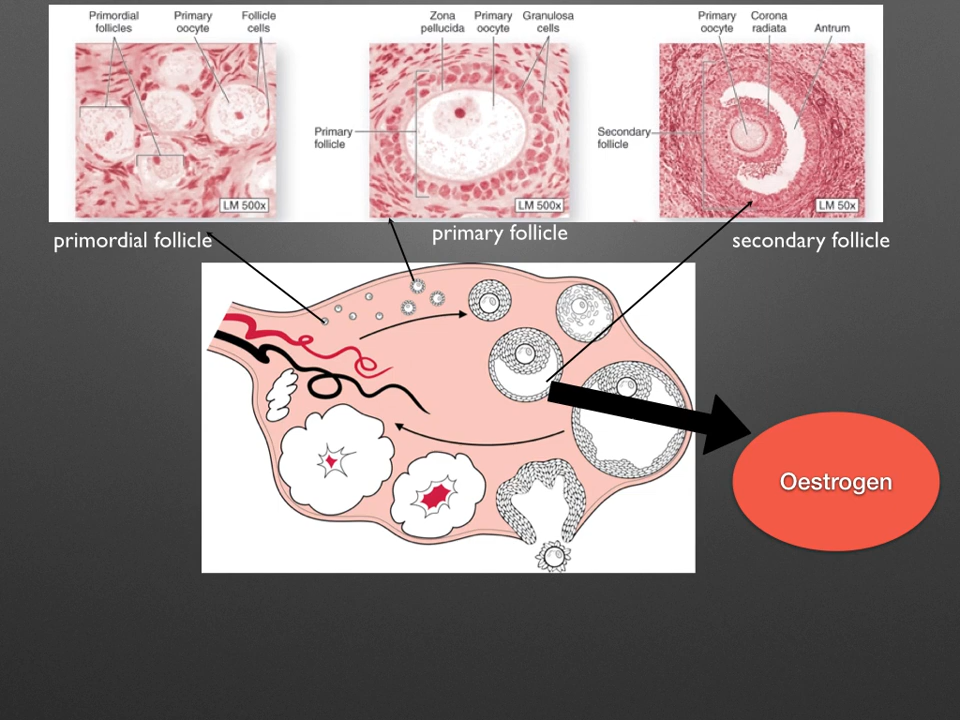 Primordial
follicles
Primary
oocyte
Follicle
cells
LM 500x
Zona
pellucida
Primary
oocyte
Granulosa
cells
Primary
follicle
LM 500x
Primary
oocyte
Corona
radiata
Antrum
Secondary
follicle
LM 50x
primordial follicle
primary follicle
secondary follicle
Oestrogen